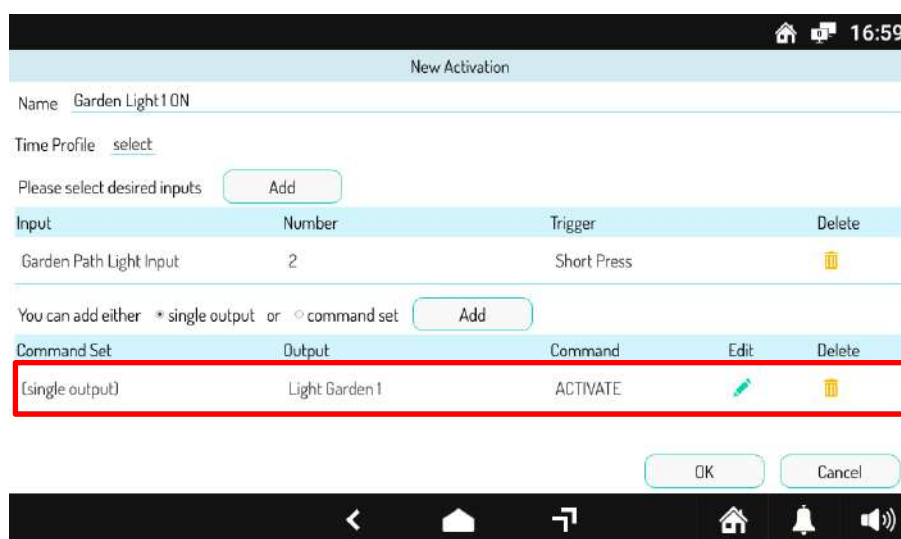 16:59
New Activation
Name Garden Light1 ON
Time Profile select
Please select desired inputs Add
Input Number Trigger Delete
Garden Path Light Input 2 Short Press
You can add either single output or command set Add
Command Set Output Command Edit Delete
(single output) Light Garden 1 ACTIVATE
OK Cancel